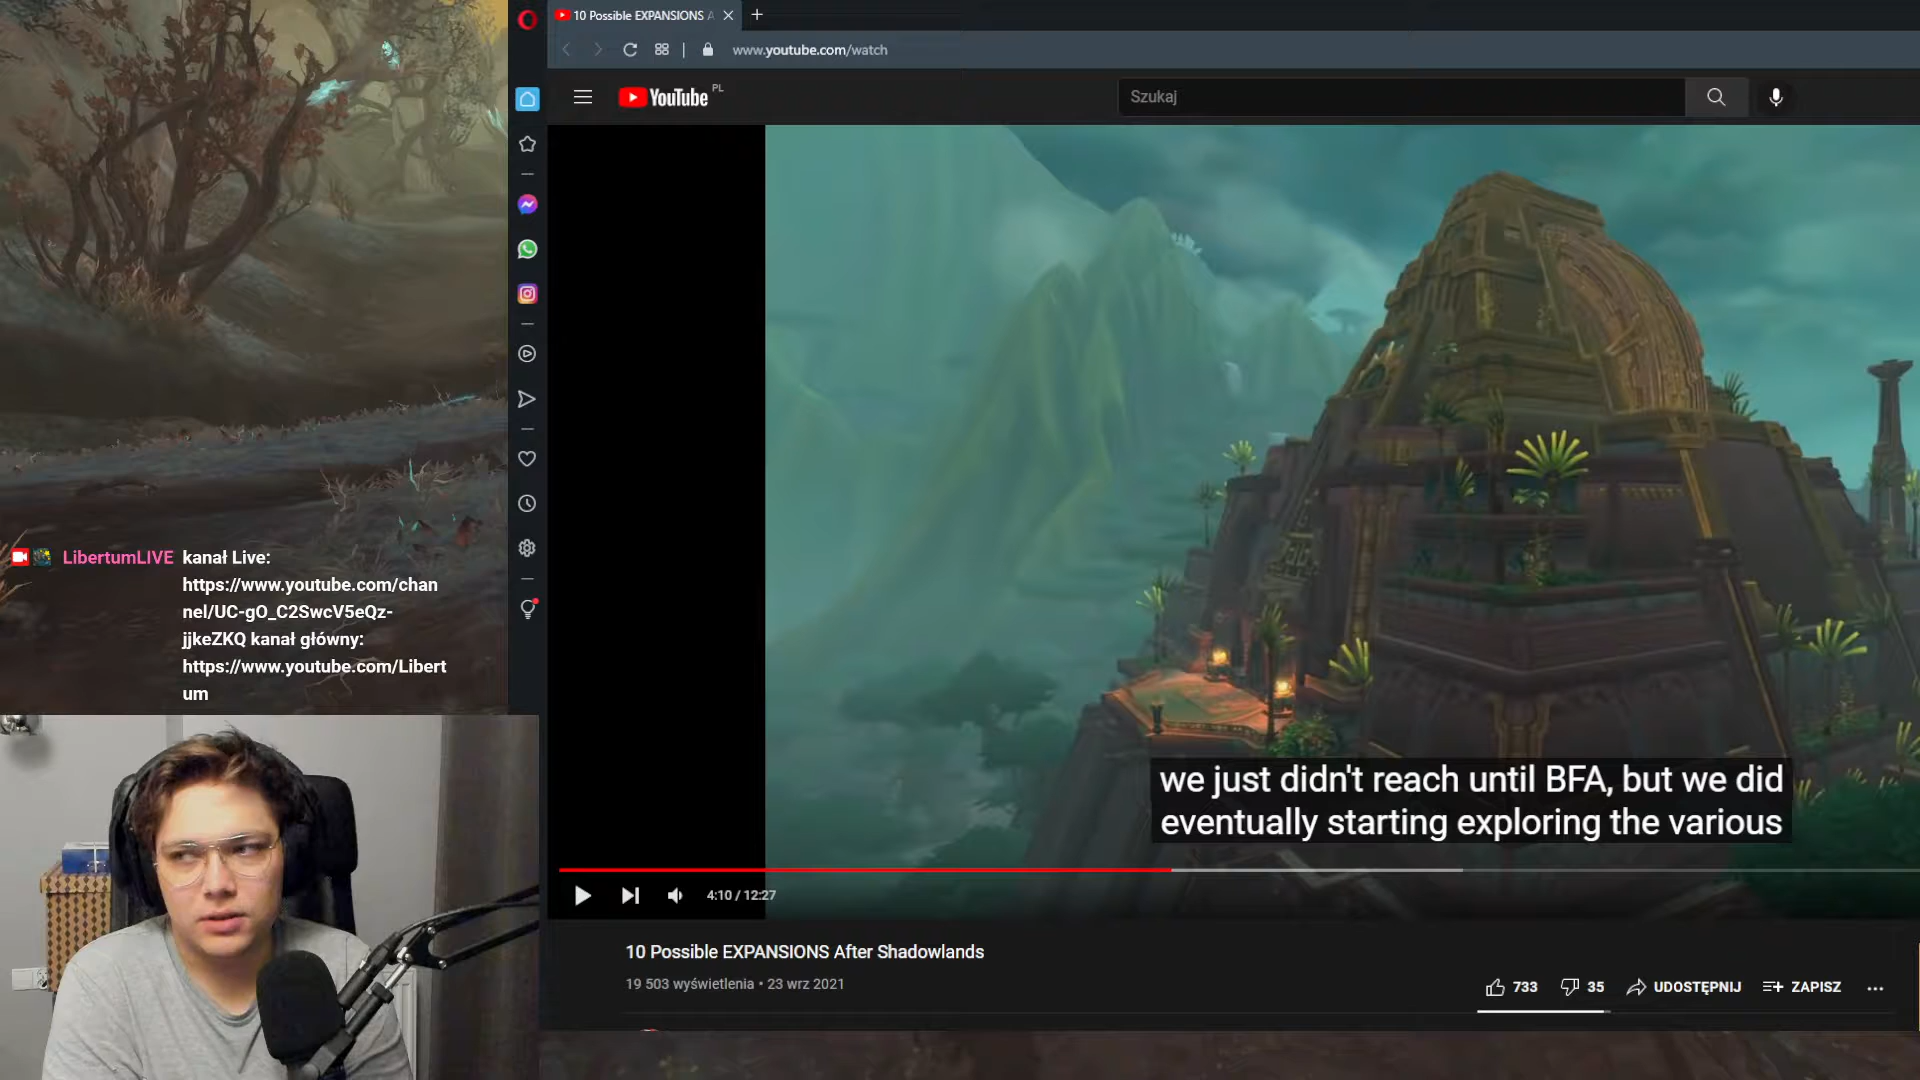 10 Possible EXPANSIONS A
www.youtube.com/watch
YouTube PL
Szukaj
LibertumLIVE kanał Live:
https://www.youtube.com/chan
nel/UC-gO_C2SwcV5eQz-
jjkeZKQ kanał główny:
https://www.youtube.com/Libert
um
we just didn't reach until BFA, but we did
eventually starting exploring the various
4:10 / 12:27
10 Possible EXPANSIONS After Shadowlands
19 503 wyświetlenia • 23 wrz 2021
733
35
UDOSTĘPNIJ
ZAPISZ